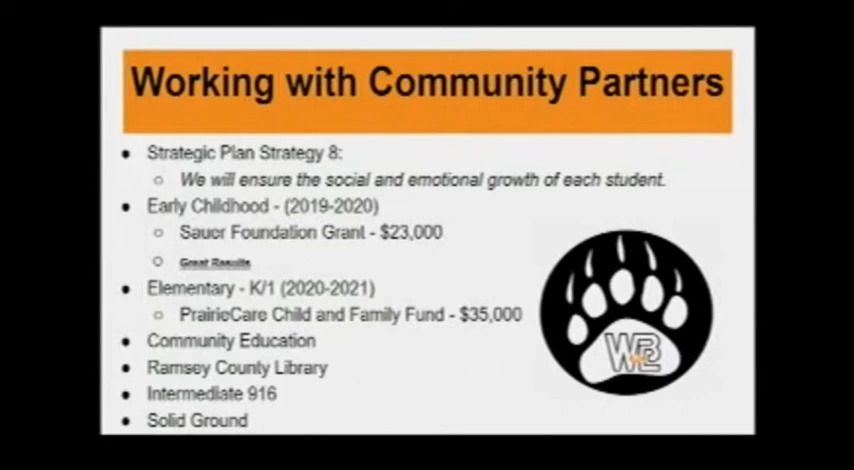 Working with Community Partners
● Strategic Plan Strategy 8:
○ We will ensure the social and emotional growth of each student.
● Early Childhood - (2019-2020)
○ Sauer Foundation Grant - $23,000
○ Great Results
● Elementary - K/1 (2020-2021)
○ PrairieCare Child and Family Fund - $35,000
● Community Education
● Ramsey County Library
● Intermediate 916
● Solid Ground